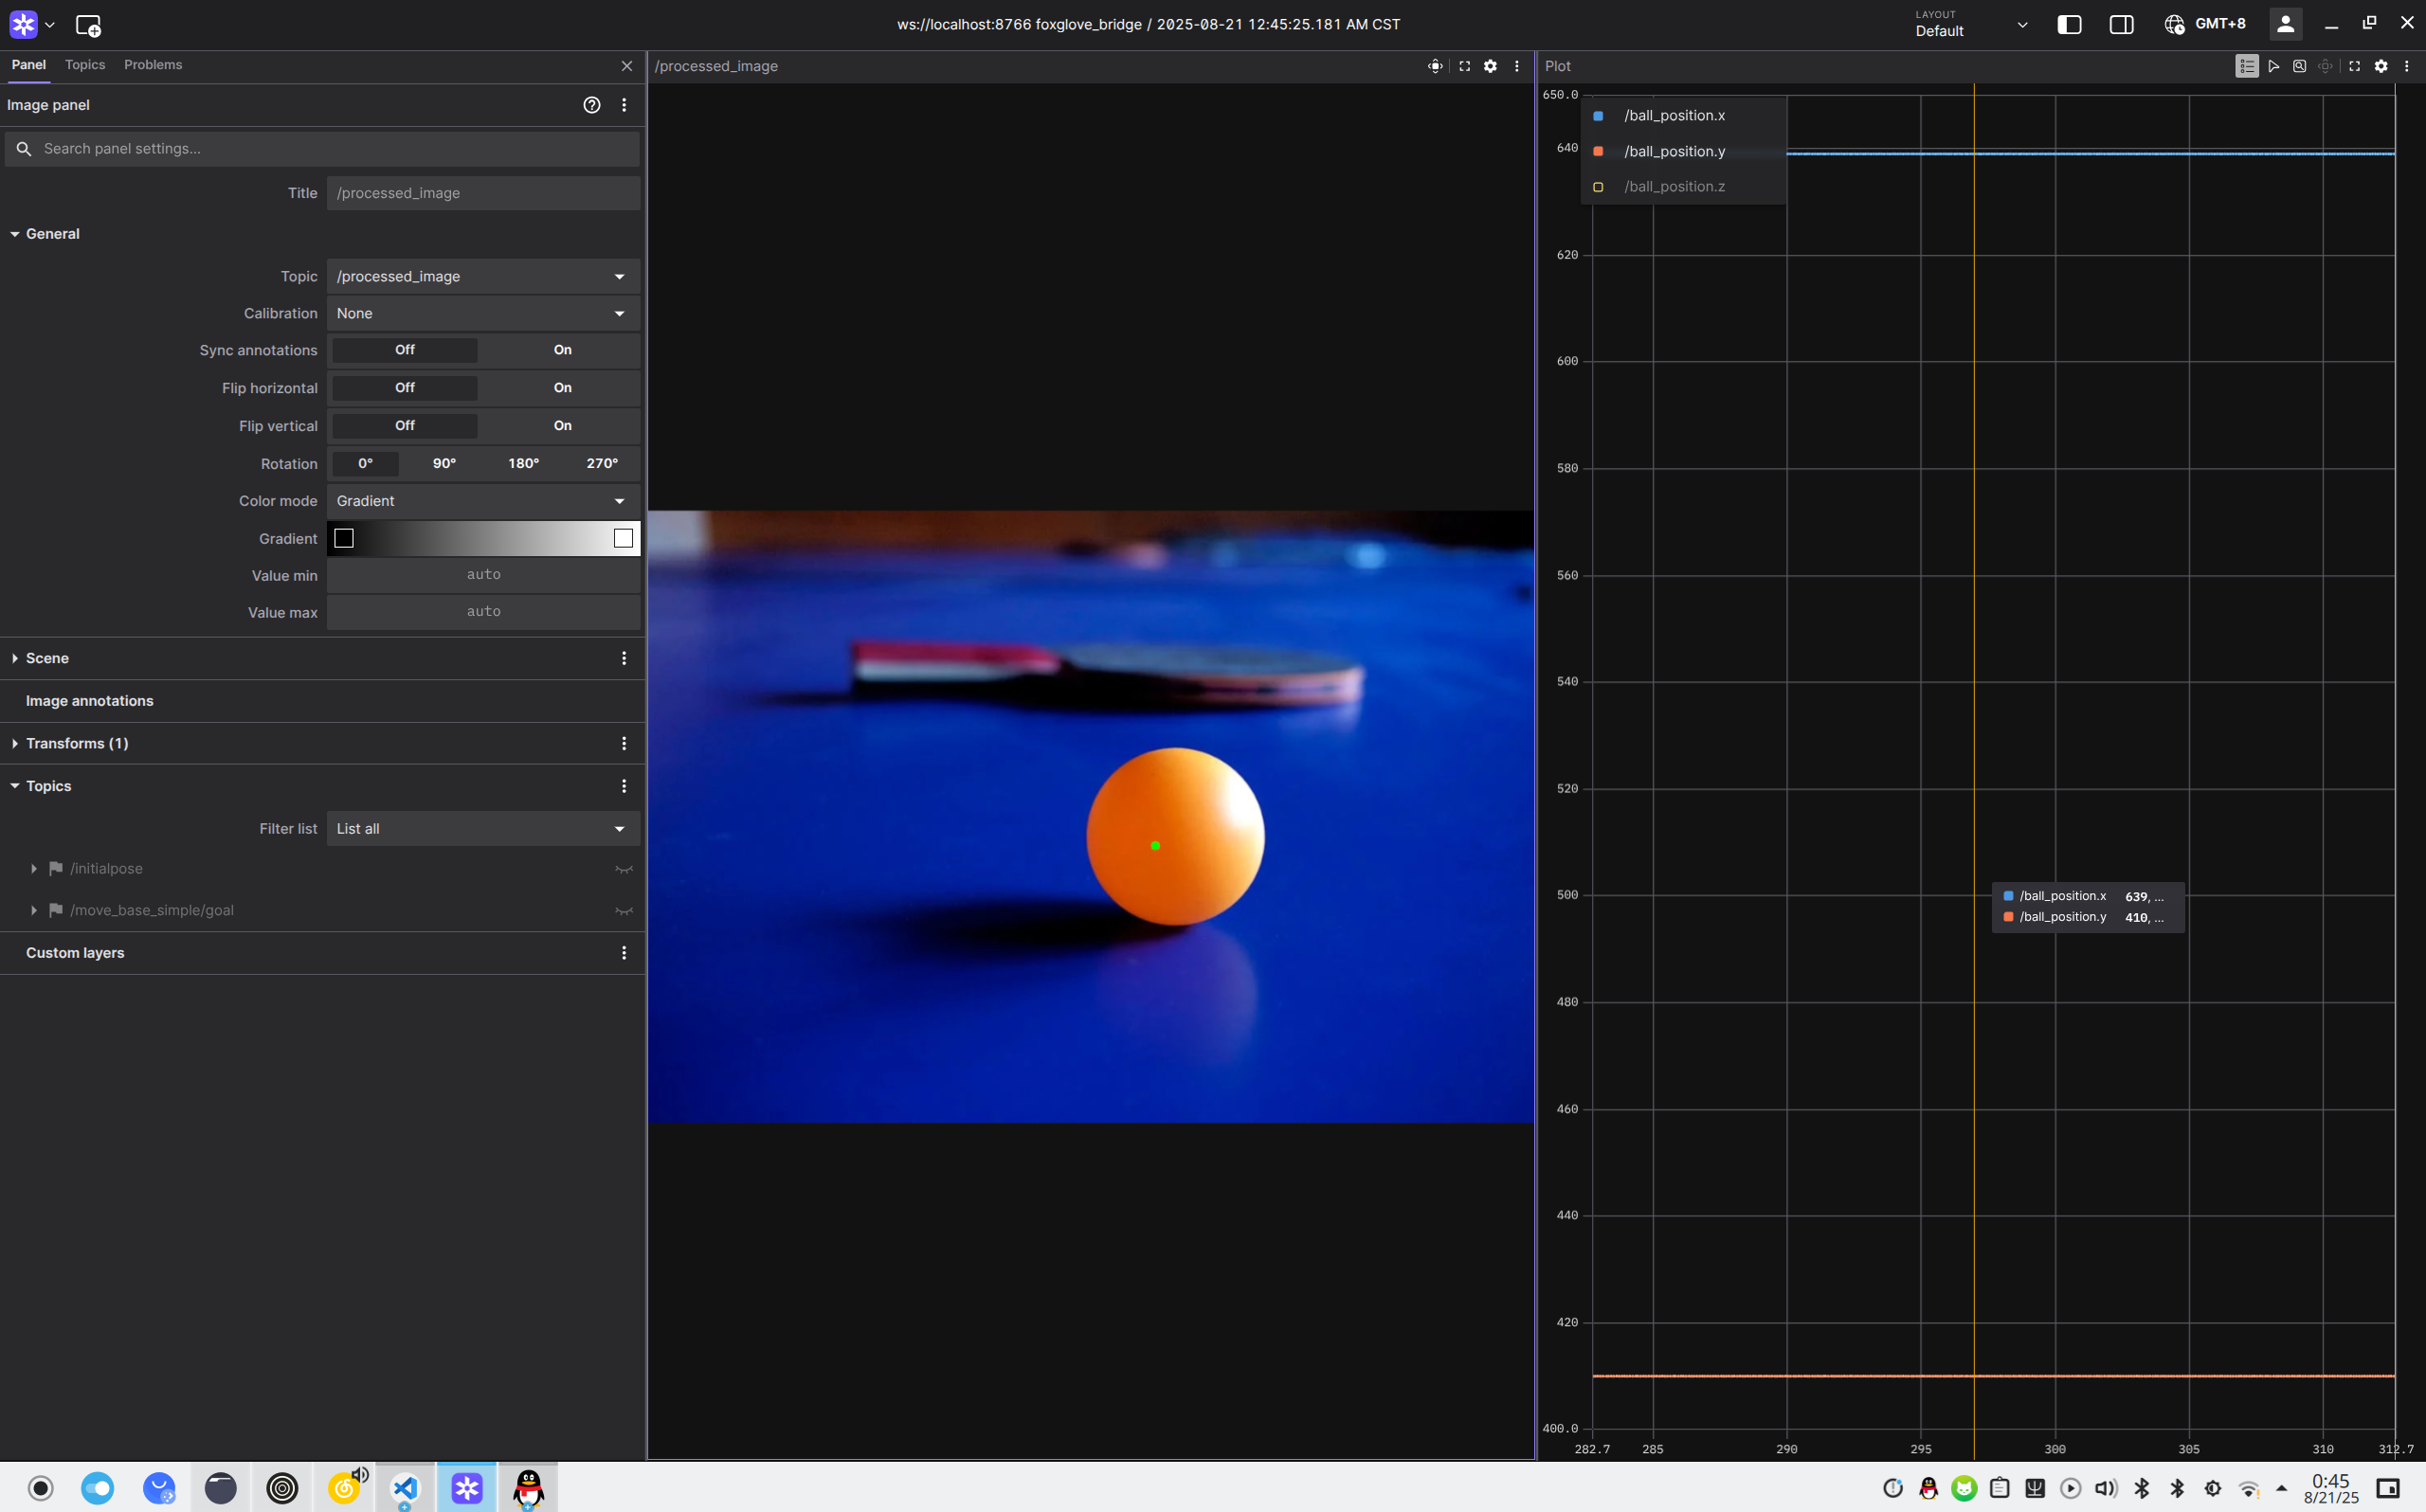 ws://localhost:8766 foxglove_bridge / 2025-08-21 12:45:25.181 AM CST
LAYOUT
Default
GMT+8
Panel
Topics
Problems
Image panel
Search panel settings...
Title
/processed_image
General
Topic
/processed_image
Calibration
None
Sync annotations
Off
On
Flip horizontal
Off
On
Flip vertical
Off
On
Rotation
0°
90°
180°
270°
Color mode
Gradient
Gradient
Value min
auto
Value max
auto
Scene
Image annotations
Transforms (1)
Topics
Filter list
List all
/initialpose
/move_base_simple/goal
Custom layers
/processed_image
Plot
/ball_position.x
/ball_position.y
/ball_position.z
650.0
640
620
600
580
560
540
520
500
480
460
440
420
400.0
/ball_position.x 639, ...
/ball_position.y 410, ...
282.7
285
290
295
300
305
310
312.7
0:45
8/21/25